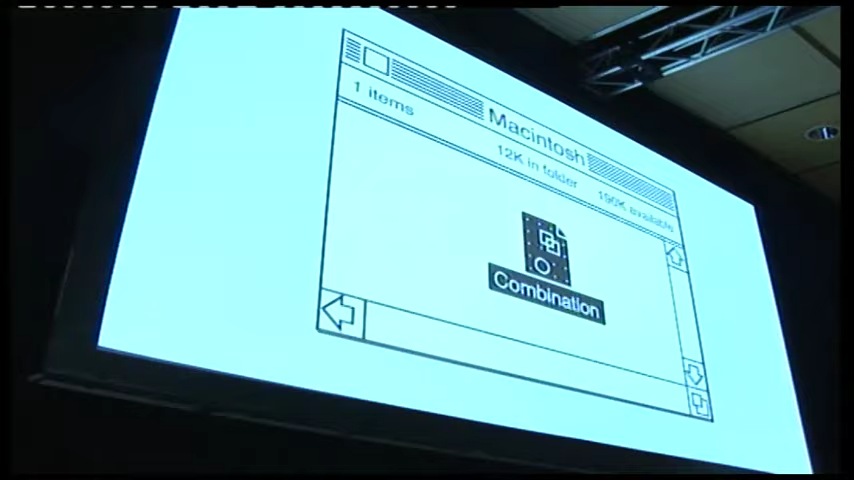 Macintosh
1 items
12K in folder
190K available
Combination